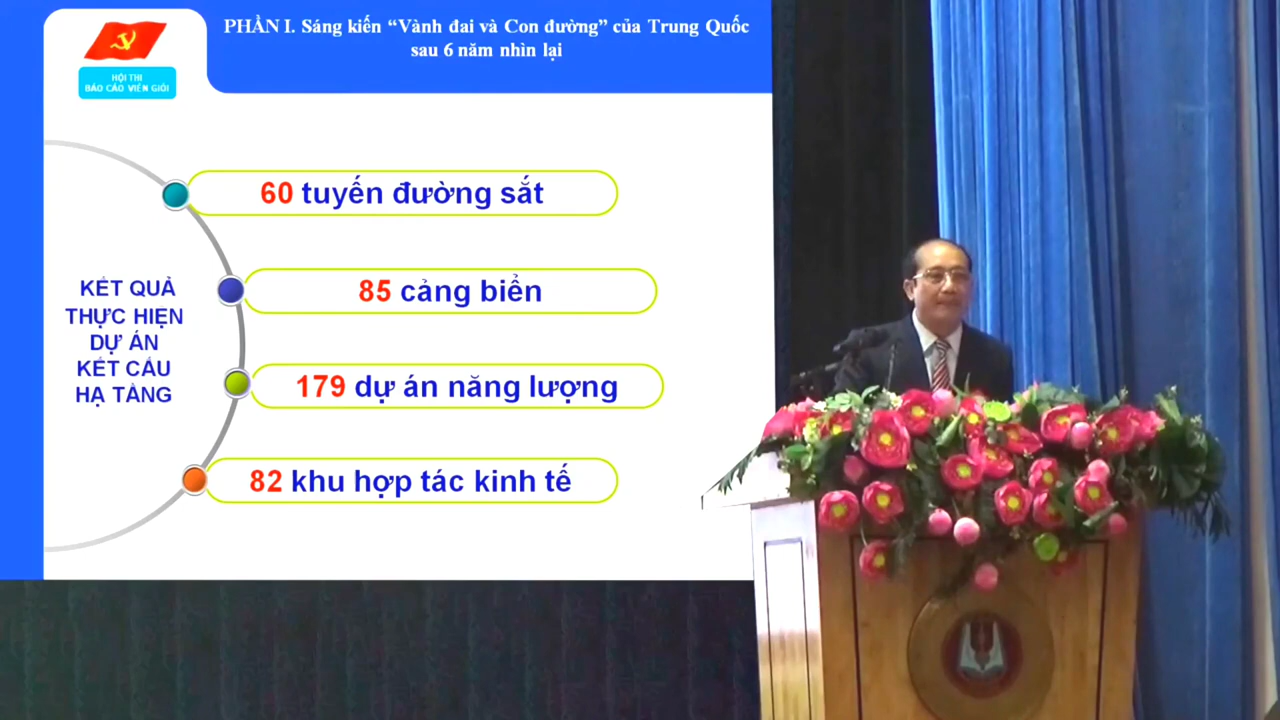 PHẦN I. Sáng kiến “Vành đai và Con đường” của Trung Quốc
sau 6 năm nhìn lại
HỘI THI
BÁO CÁO VIÊN GIỎI
60 tuyến đường sắt
85 cảng biển
KẾT QUẢ
THỰC HIỆN
DỰ ÁN
KẾT CẤU
HẠ TẦNG
179 dự án năng lượng
82 khu hợp tác kinh tế